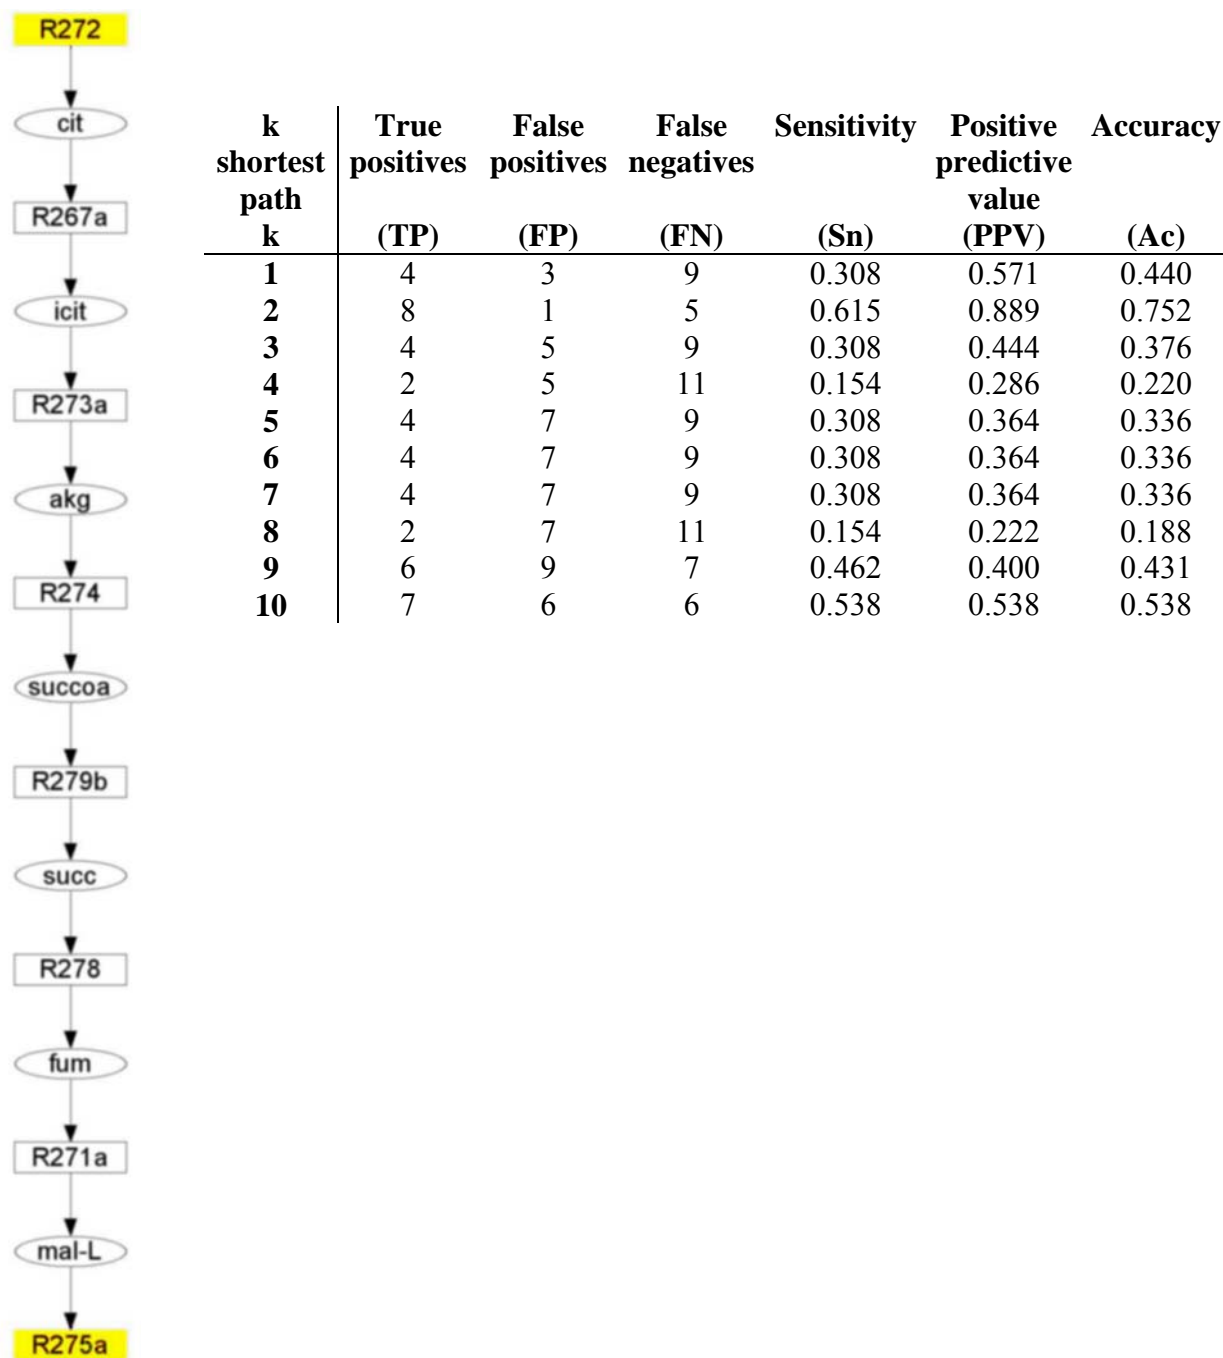 R272
cit
R267a
icit
R273a
akg
R274
succoa
R279b
succ
R278
fum
R271a
mal-L
R275a
k True False False Sensitivity Positive Accuracy
shortest positives positives negatives predictive
path value
k (TP) (FP) (FN) (Sn) (PPV) (Ac)
1 4 3 9 0.308 0.571 0.440
2 8 1 5 0.615 0.889 0.752
3 4 5 9 0.308 0.444 0.376
4 2 5 11 0.154 0.286 0.220
5 4 7 9 0.308 0.364 0.336
6 4 7 9 0.308 0.364 0.336
7 4 7 9 0.308 0.364 0.336
8 2 7 11 0.154 0.222 0.188
9 6 9 7 0.462 0.400 0.431
10 7 6 6 0.538 0.538 0.538